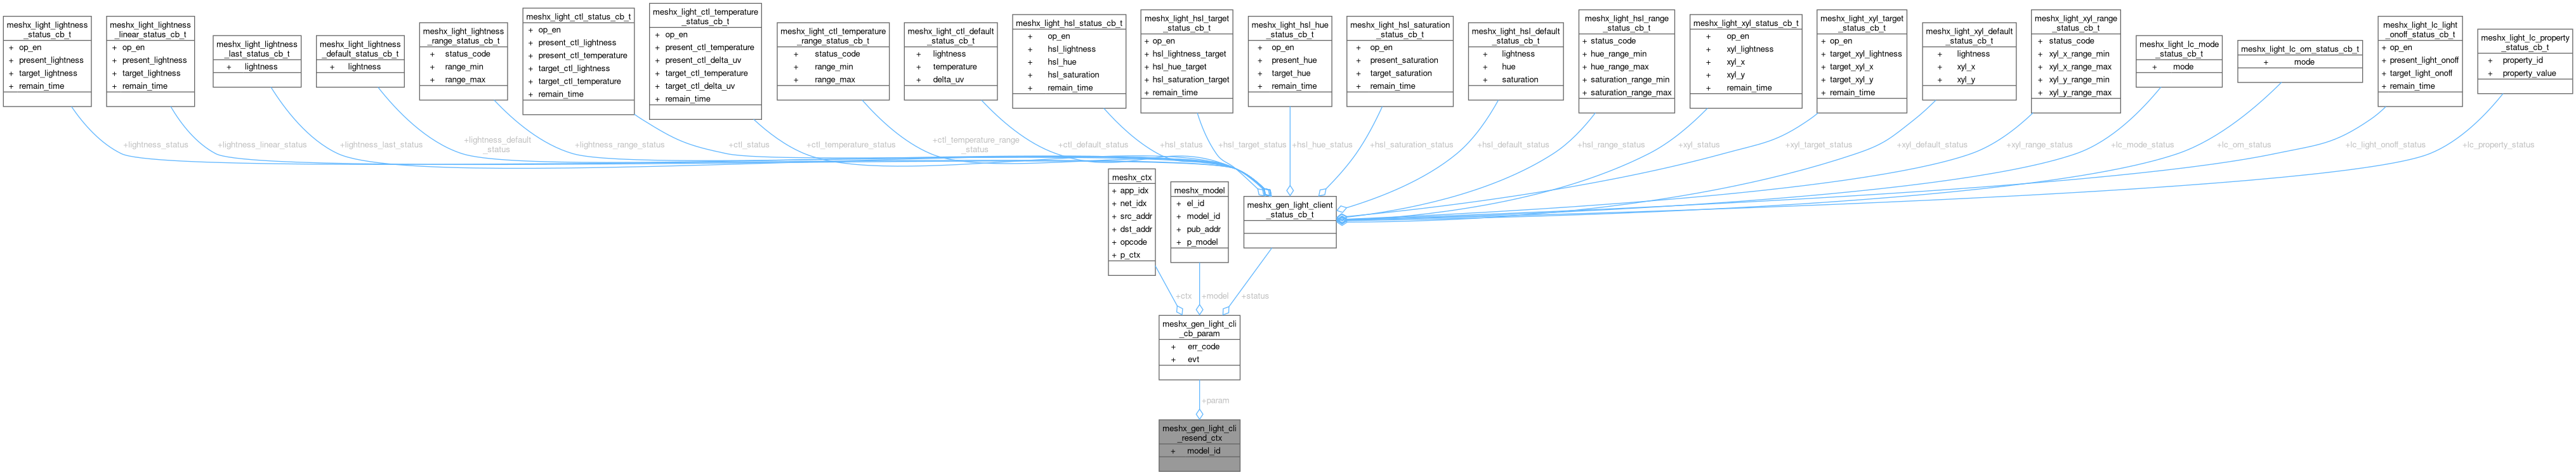 meshx_light_lightness
_status_cb_t
+ op_en
+ present_lightness
+ target_lightness
+ remain_time
meshx_light_lightness
_linear_status_cb_t
+ op_en
+ present_lightness
+ target_lightness
+ remain_time
meshx_light_lightness
_last_status_cb_t
+ lightness
meshx_light_lightness
_default_status_cb_t
+ lightness
meshx_light_lightness
_range_status_cb_t
+ status_code
+ range_min
+ range_max
meshx_light_ctl_status_cb_t
+ op_en
+ present_ctl_lightness
+ present_ctl_temperature
+ target_ctl_lightness
+ target_ctl_temperature
+ remain_time
meshx_light_ctl_temperature
_status_cb_t
+ op_en
+ present_ctl_temperature
+ present_ctl_delta_uv
+ target_ctl_temperature
+ target_ctl_delta_uv
+ remain_time
meshx_light_ctl_temperature
_range_status_cb_t
+ status_code
+ range_min
+ range_max
meshx_light_ctl_default
_status_cb_t
+ lightness
+ temperature
+ delta_uv
meshx_light_hsl_status_cb_t
+ op_en
+ hsl_lightness
+ hsl_hue
+ hsl_saturation
+ remain_time
meshx_light_hsl_target
_status_cb_t
+ op_en
+ hsl_lightness_target
+ hsl_hue_target
+ hsl_saturation_target
+ remain_time
meshx_light_hsl_hue
_status_cb_t
+ op_en
+ present_hue
+ target_hue
+ remain_time
meshx_light_hsl_saturation
_status_cb_t
+ op_en
+ present_saturation
+ target_saturation
+ remain_time
meshx_light_hsl_default
_status_cb_t
+ lightness
+ hue
+ saturation
meshx_light_hsl_range
_status_cb_t
+ status_code
+ hue_range_min
+ hue_range_max
+ saturation_range_min
+ saturation_range_max
meshx_light_xyl_status_cb_t
+ op_en
+ xyl_lightness
+ xyl_x
+ xyl_y
+ remain_time
meshx_light_xyl_target
_status_cb_t
+ op_en
+ target_xyl_lightness
+ target_xyl_x
+ target_xyl_y
+ remain_time
meshx_light_xyl_default
_status_cb_t
+ lightness
+ xyl_x
+ xyl_y
meshx_light_xyl_range
_status_cb_t
+ status_code
+ xyl_x_range_min
+ xyl_x_range_max
+ xyl_y_range_min
+ xyl_y_range_max
meshx_light_lc_mode
_status_cb_t
+ mode
meshx_light_lc_om_status_cb_t
+ mode
meshx_light_lc_light
_onoff_status_cb_t
+ op_en
+ present_light_onoff
+ target_light_onoff
+ remain_time
meshx_light_lc_property
_status_cb_t
+ property_id
+ property_value
+lightness_status
+lightness_linear_status
+lightness_last_status
+lightness_default
_status
+lightness_range_status
+ctl_status
+ctl_temperature_status
+ctl_temperature_range
_status
+ctl_default_status
+hsl_status
+hsl_target_status
+hsl_hue_status
+hsl_saturation_status
+hsl_default_status
+hsl_range_status
+xyl_status
+xyl_target_status
+xyl_default_status
+xyl_range_status
+lc_mode_status
+lc_om_status
+lc_light_onoff_status
+lc_property_status
meshx_ctx
+ app_idx
+ net_idx
+ src_addr
+ dst_addr
+ opcode
+ p_ctx
meshx_model
+ el_id
+ model_id
+ pub_addr
+ p_model
meshx_gen_light_client
_status_cb_t
+ctx
+model
+status
meshx_gen_light_cli
_cb_param
+ err_code
+ evt
+param
meshx_gen_light_cli
_resend_ctx
+ model_id